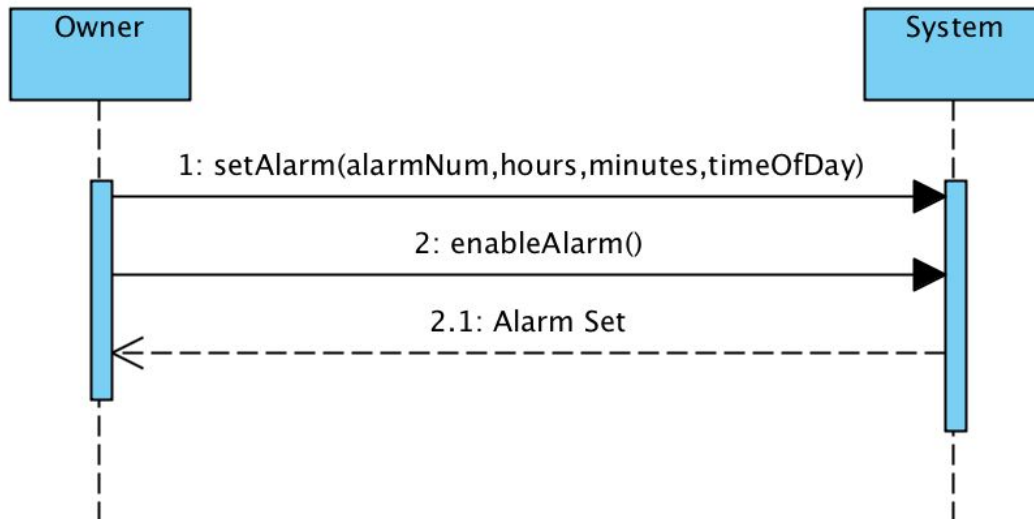 Owner
System
1: setAlarm(alarmNum,hours,minutes,timeOfDay)
2: enableAlarm()
2.1: Alarm Set